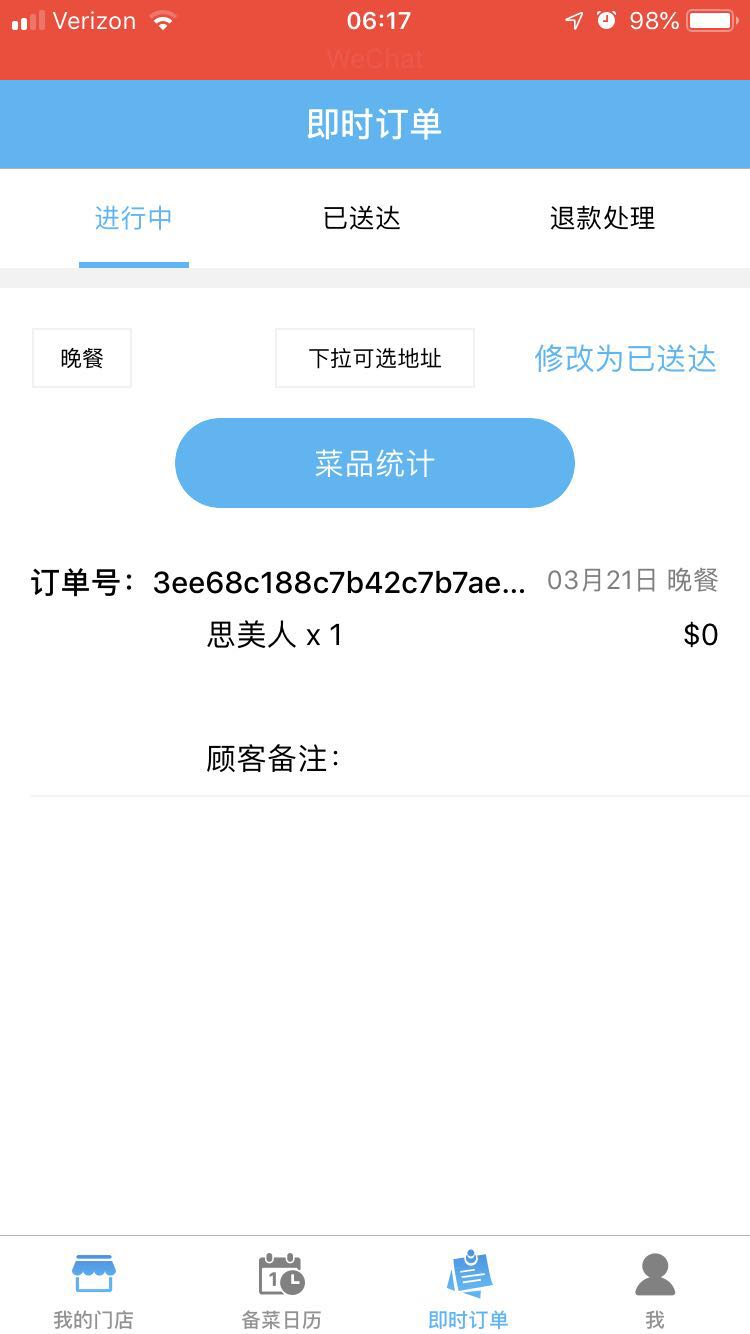 Verizon 06:17 98%
WeChat
即时订单
进行中 已送达 退款处理
晚餐 下拉可选地址 修改为已送达
菜品统计
订单号：3ee68c188c7b42c7b7ae... 03月21日 晚餐
思美人 x 1 $0
顾客备注：
1
我的门店 备菜日历 即时订单 我